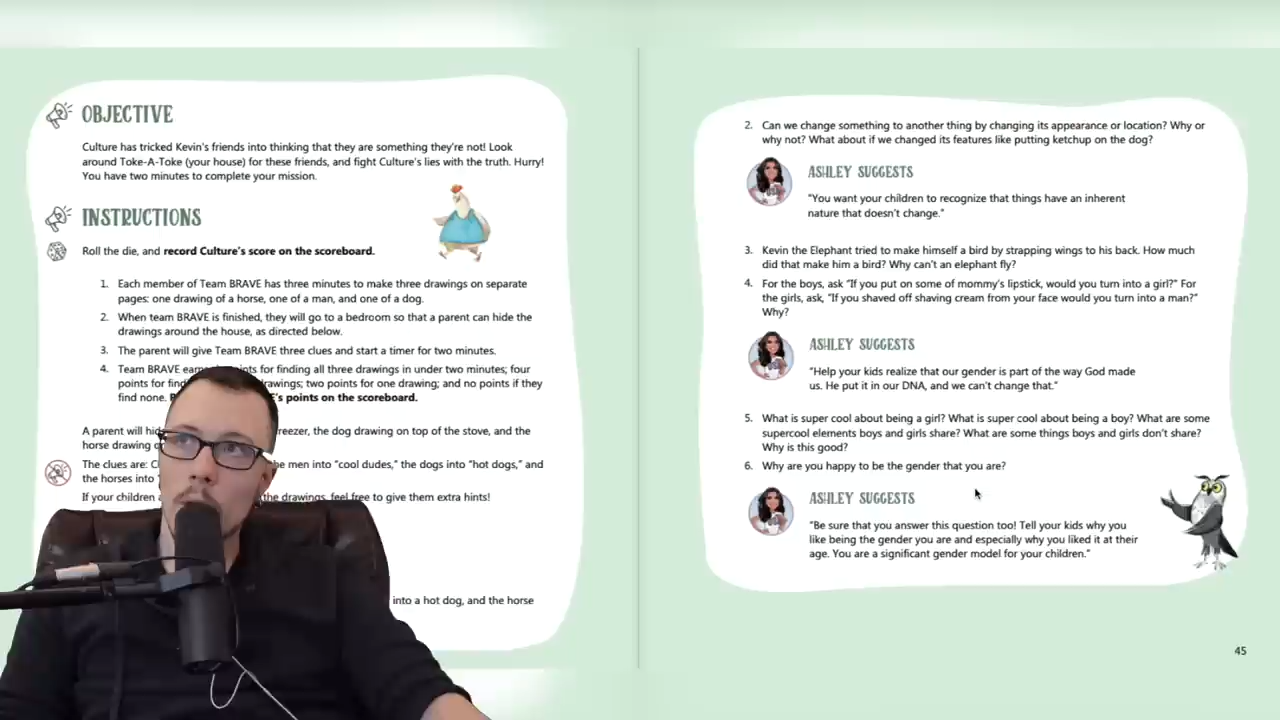 OBJECTIVE
Culture has tricked Kevin's friends into thinking that they are something they're not! Look
around Toke-A-Toke (your house) for these friends, and fight Culture's lies with the truth. Hurry!
You have two minutes to complete your mission.
INSTRUCTIONS
Roll the die, and record Culture's score on the scoreboard.
1. Each member of Team BRAVE has three minutes to make three drawings on separate
pages: one drawing of a horse, one of a man, and one of a dog.
2. When team BRAVE is finished, they will go to a bedroom so that a parent can hide the
drawings around the house, as directed below.
3. The parent will give Team BRAVE three clues and start a timer for two minutes.
4. Team BRAVE for finding all three drawings in under two minutes; four
points for drawings; two points for one drawing; and no points if they
find none. points on the scoreboard.
A parent will the dog drawing on top of the stove, and the
horse drawing
The clues are: the men into "cool dudes," the dogs into "hot dogs," and
the horses into
If your children the drawings, feel free to give them extra hints!
into a hot dog, and the horse
2. Can we change something to another thing by changing its appearance or location? Why or
why not? What about if we changed its features like putting ketchup on the dog?
ASHLEY SUGGESTS
"You want your children to recognize that things have an inherent
nature that doesn't change."
3. Kevin the Elephant tried to make himself a bird by strapping wings to his back. How much
did that make him a bird? Why can't an elephant fly?
4. For the boys, ask "If you put on some of mommy's lipstick, would you turn into a girl?" For
the girls, ask, "If you shaved off shaving cream from your face would you turn into a man?"
Why?
ASHLEY SUGGESTS
"Help your kids realize that our gender is part of the way God made
us. He put it in our DNA, and we can't change that."
5. What is super cool about being a girl? What is super cool about being a boy? What are some
supercool elements boys and girls share? What are some things boys and girls don't share?
Why is this good?
6. Why are you happy to be the gender that you are?
ASHLEY SUGGESTS
"Be sure that you answer this question too! Tell your kids why you
like being the gender you are and especially why you liked it at their
age. You are a significant gender model for your children."
45